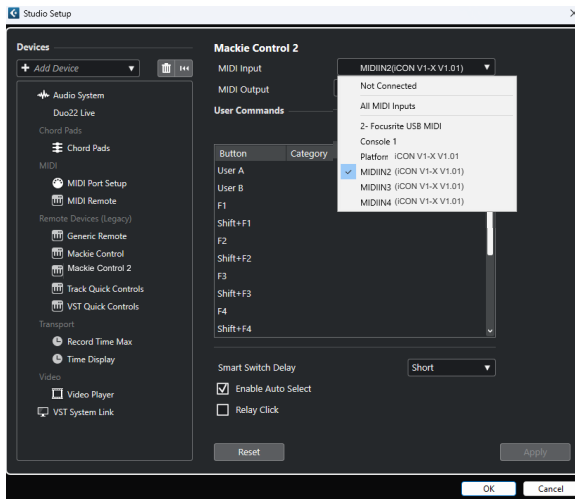 Studio Setup
Devices
+ Add Device
Audio System
Duo22 Live
Chord Pads
Chord Pads
MIDI
MIDI Port Setup
MIDI Remote
Remote Devices (Legacy)
Generic Remote
Mackie Control
Mackie Control 2
Track Quick Controls
VST Quick Controls
Transport
Record Time Max
Time Display
Video
Video Player
VST System Link
Mackie Control 2
MIDI Input MIDIIN2(iCON V1-X V1.01)
MIDI Output
Not Connected
All MIDI Inputs
2- Focusrite USB MIDI
Console 1
Platforr iCON V1-X V1.01
MIDIIN2 (iCON V1-X V1.01)
MIDIIN3 (iCON V1-X V1.01)
MIDIIN4 (iCON V1-X V1.01)
User Commands
Button Category
User A
User B
F1
Shift+F1
F2
Shift+F2
F3
Shift+F3
F4
Shift+F4
Smart Switch Delay Short
Enable Auto Select
Relay Click
Reset Apply
OK Cancel